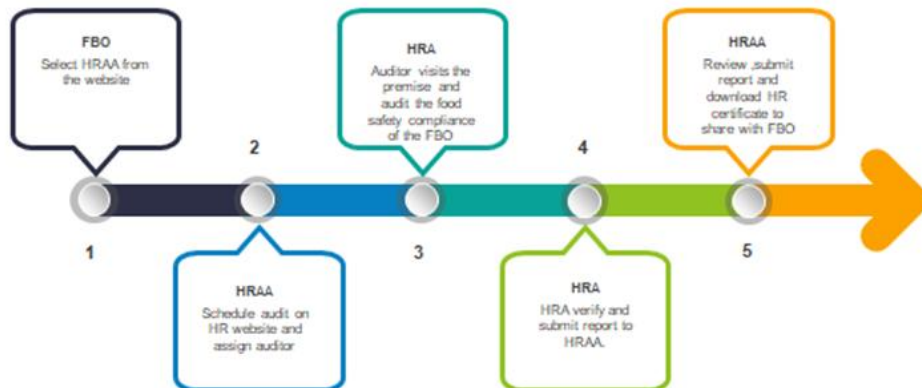 FBO
Select HRAA from
the website
1
2
HRAA
Schedule audit on
HR website and
assign auditor
HRA
Auditor visits the
premise and
audit the food
safety compliance
of the FBO
3
4
HRA
HRA verify and
submit report to
HRAA.
HRAA
Review ,submit
report and
download HR
certificate to
share with FBO
5